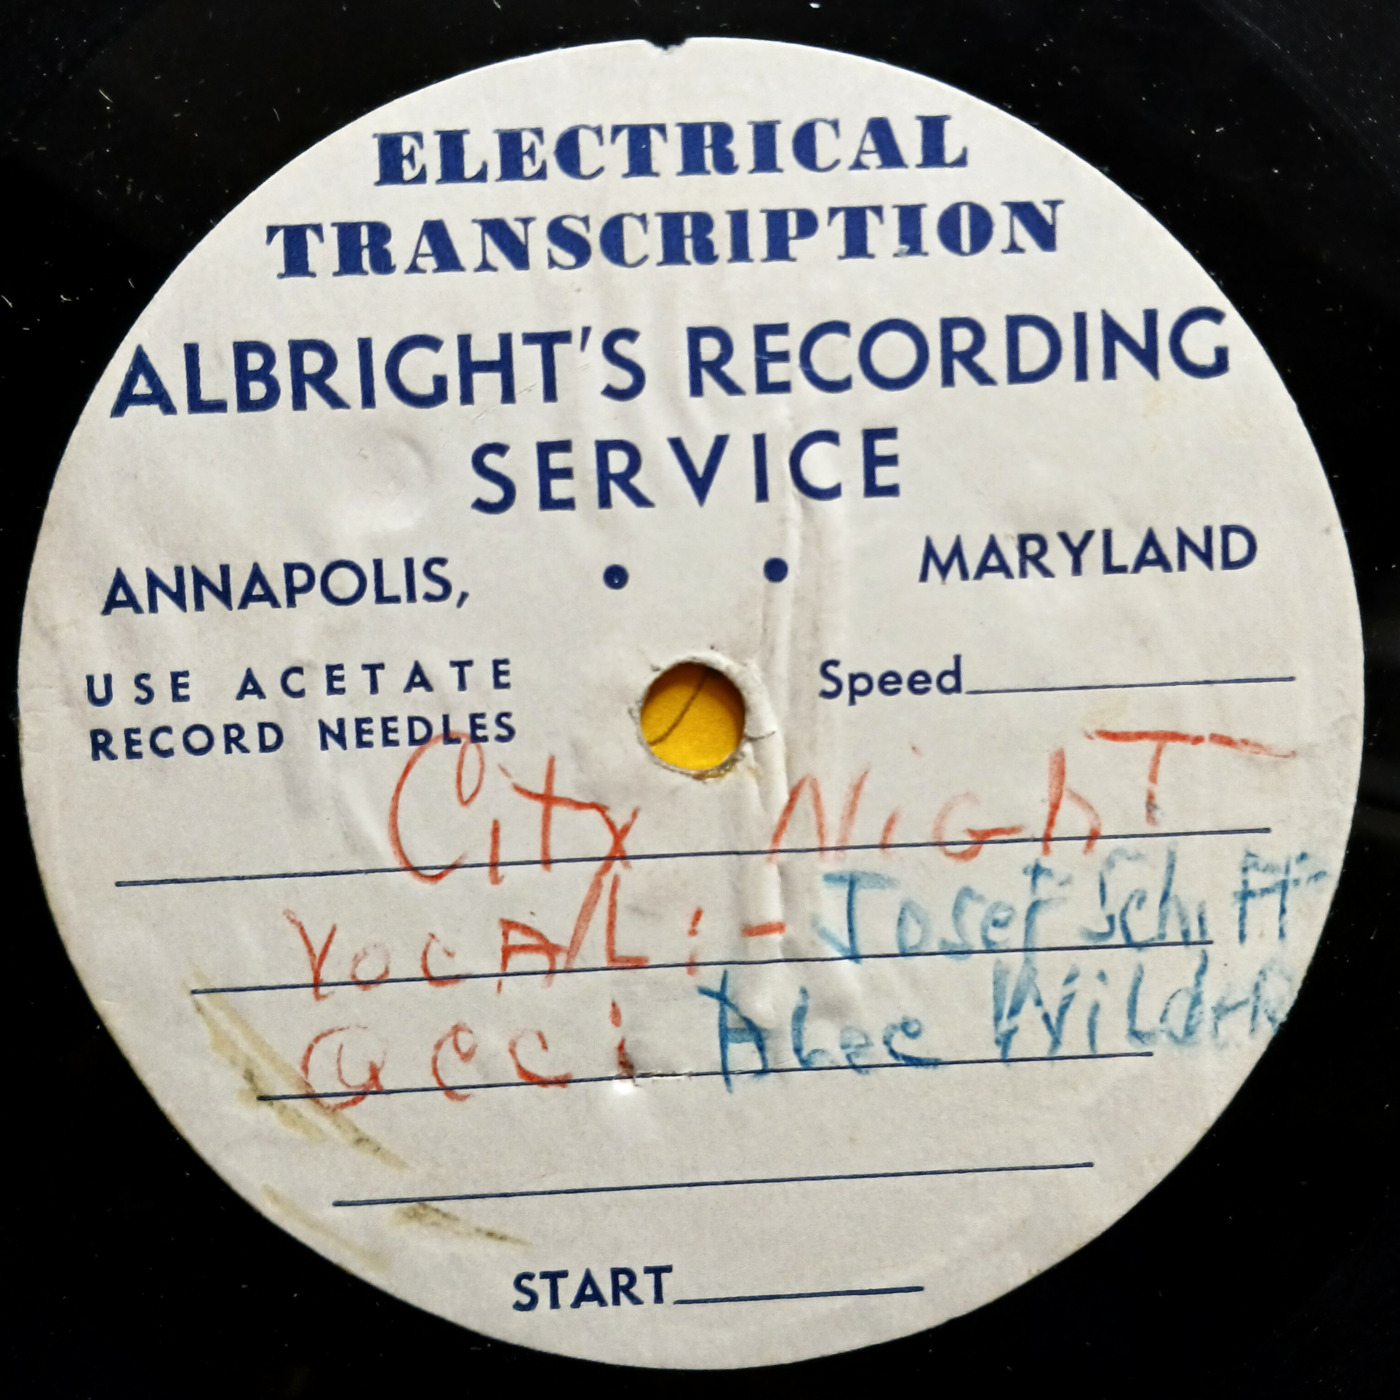 ELECTRICAL
TRANSCRIPTION
ALBRIGHT'S RECORDING
SERVICE
ANNAPOLIS, • • MARYLAND
USE ACETATE
RECORD NEEDLES
Speed
City NighT
VocAL: - Josef Schiff
acc: Alec Wilder
START